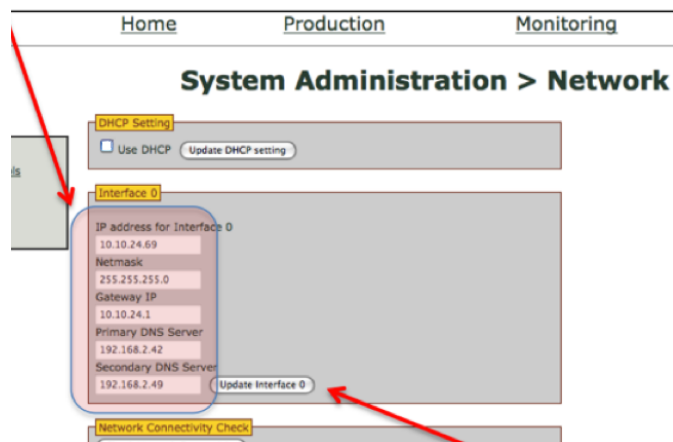 Home Production Monitoring
System Administration > Network
DHCP Setting
Use DHCP Update DHCP setting
Interface 0
IP address for Interface 0
10.10.24.69
Netmask
255.255.255.0
Gateway IP
10.10.24.1
Primary DNS Server
192.168.2.42
Secondary DNS Server
192.168.2.49 Update Interface 0
Network Connectivity Check